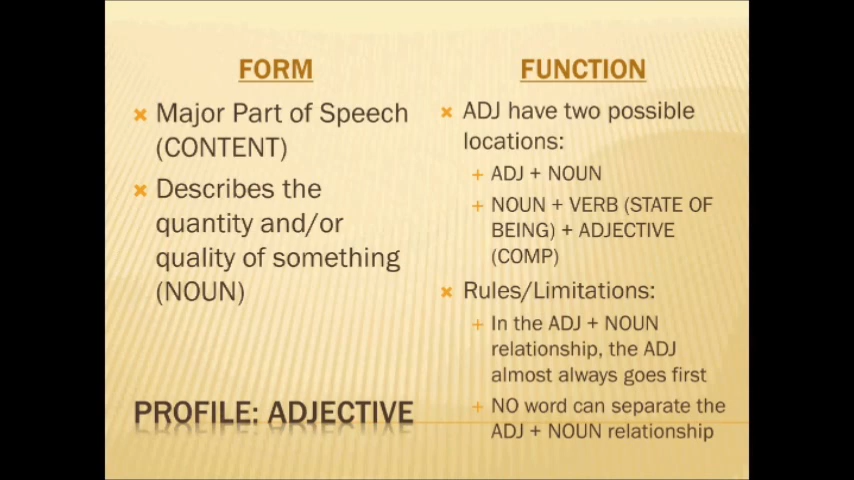 FORM
Major Part of Speech
(CONTENT)
Describes the
quantity and/or
quality of something
(NOUN)
FUNCTION
ADJ have two possible
locations:
ADJ + NOUN
NOUN + VERB (STATE OF
BEING) + ADJECTIVE
(COMP)
Rules/Limitations:
In the ADJ + NOUN
relationship, the ADJ
almost always goes first
NO word can separate the
ADJ + NOUN relationship
PROFILE: ADJECTIVE